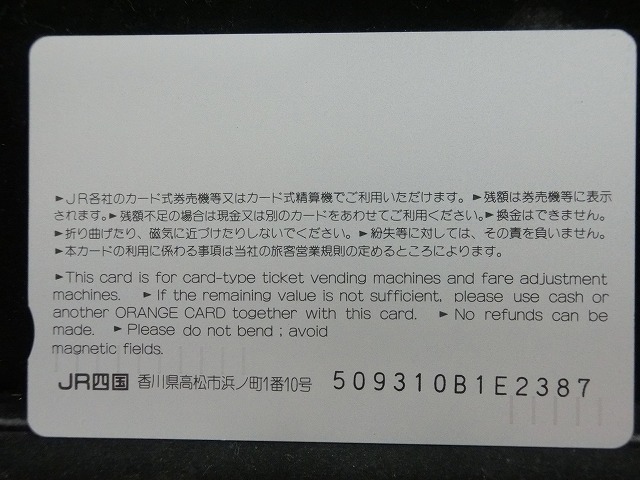 ►JR各社のカード式券売機等又はカード式精算機でご利用いただけます。►残額は券売機等に表示
されます。►残額不足の場合は現金又は別のカードをあわせてご利用ください。►換金はできません。
►折り曲げたり、磁気に近づけたりしないでください。►紛失等に対しては、その責を負いません。
►本カードの利用に係わる事項は当社の旅客営業規則の定めるところによります。
►This card is for card-type ticket vending machines and fare adjustment
machines. ►If the remaining value is not sufficient, please use cash or
another ORANGE CARD together with this card. ►No refunds can be
made. ►Please do not bend ; avoid
magnetic fields.
JR四国 香川県高松市浜ノ町1番10号 509310B1E2387